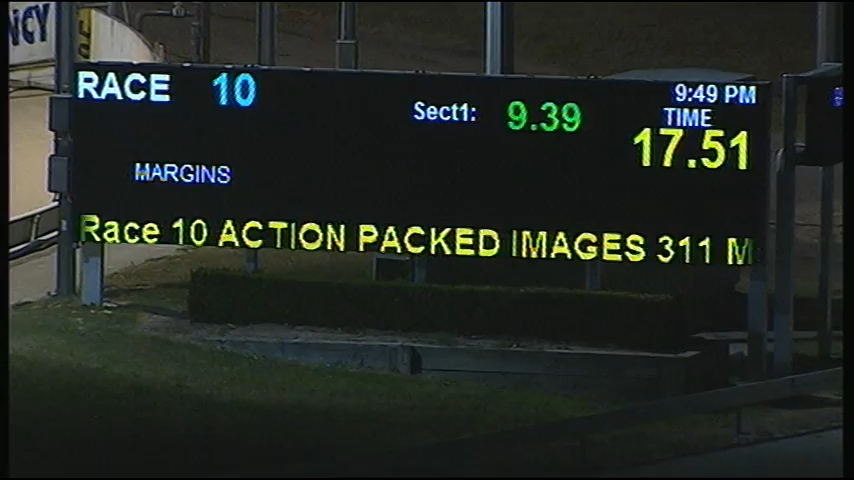 NCY
RACE 10
Sect1: 9.39
9:49 PM
TIME
17.51
MARGINS
Race 10 ACTION PACKED IMAGES 311 M